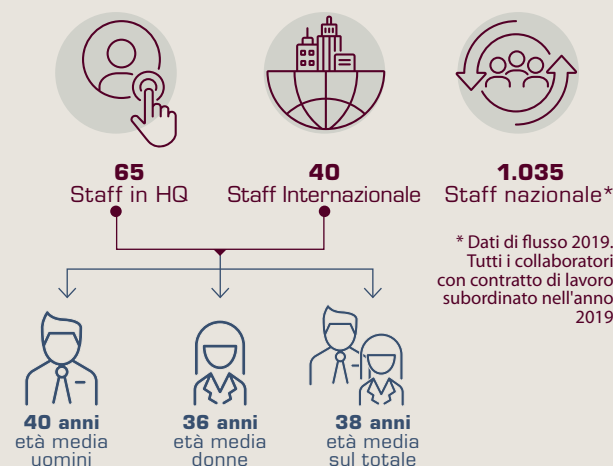 65
Staff in HQ
40
Staff Internazionale
1.035
Staff nazionale*
* Dati di flusso 2019.
Tutti i collaboratori
con contratto di lavoro
subordinato nell'anno
2019
40 anni
età media
uomini
36 anni
età media
donne
38 anni
età media
sul totale